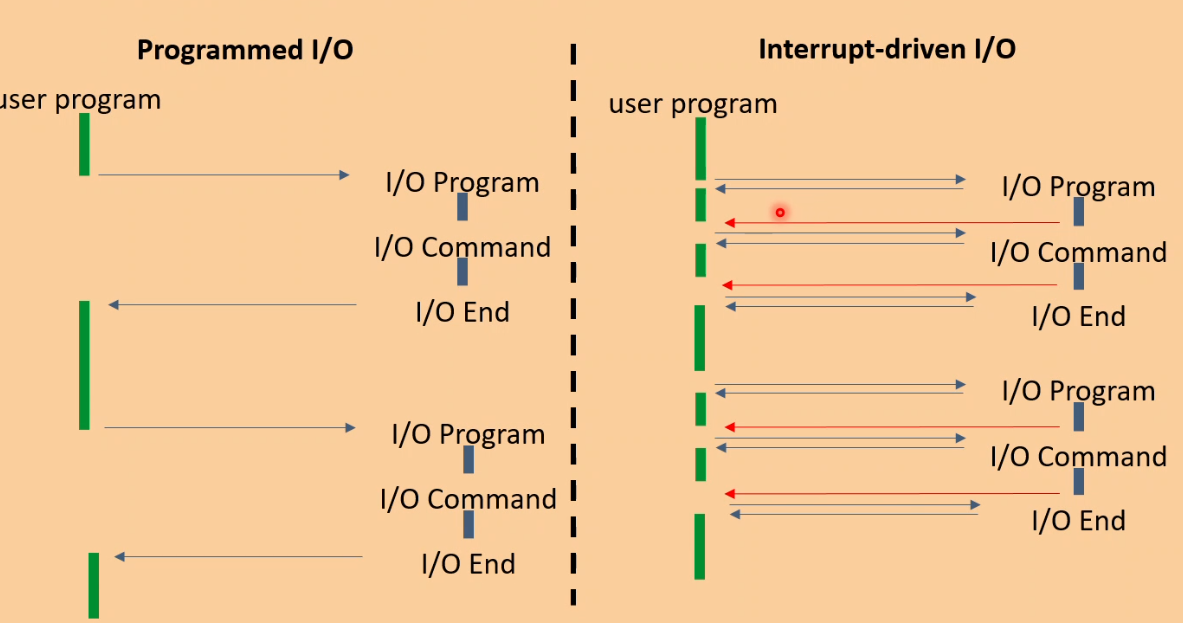 Programmed I/O
user program
I/O Program
I/O Command
I/O End
I/O Program
I/O Command
I/O End
Interrupt-driven I/O
user program
I/O Program
I/O Command
I/O End
I/O Program
I/O Command
I/O End